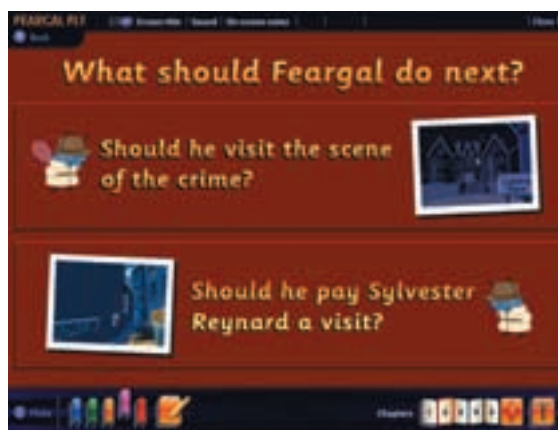 FEARGAL FLY
Back
What should Feargal do next?
Should he visit the scene
of the crime?
Should he pay Sylvester
Reynard a visit?
Chapters